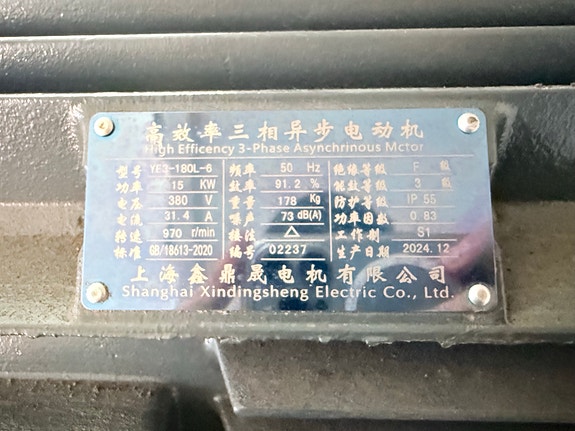 高效率三相异步电动机
High Efficency 3-Phase Asynchrinous Motor
型号 YE3-180L-6 频率 50 Hz 绝缘等级 F 级
功率 15 KW 效率 91.2 % 能效等级 3 级
电压 380 V 重量 178 Kg 防护等级 IP 55
电流 31.4 A 噪声 73 dB(A) 功率因数 0.83
转速 970 r/min 接法 △ 工作制 S1
标准 GB/18613-2020 编号 02237 生产日期 2024.12
上海鑫鼎晟电机有限公司
Shanghai Xindingsheng Electric Co., Ltd.